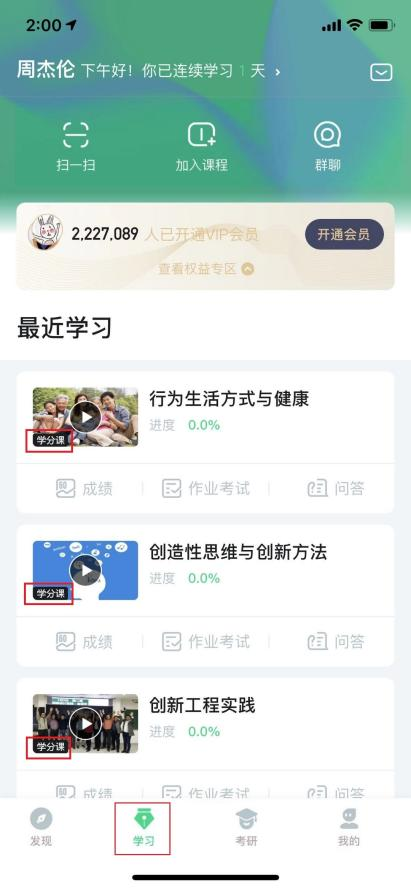 2:00
周杰伦 下午好！你已连续学习 1 天 ›
扫一扫 加入课程 群聊
2,227,089 人已开通VIP会员 开通会员
查看权益专区
最近学习
行为生活方式与健康
进度 0.0%
学分课
成绩 作业考试 问答
创造性思维与创新方法
进度 0.0%
学分课
成绩 作业考试 问答
创新工程实践
进度 0.0%
学分课
成绩 作业考试 问答
发现 学习 考研 我的